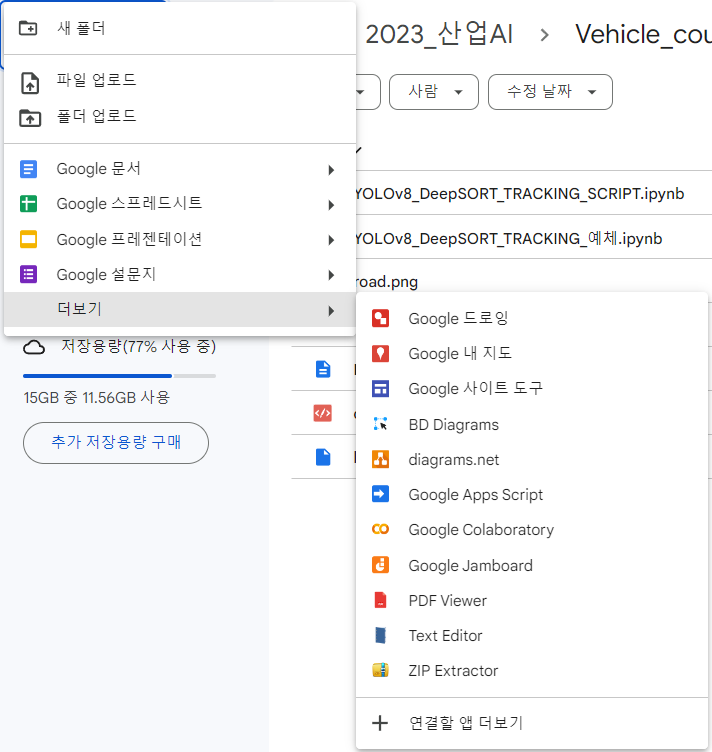 새 폴더
파일 업로드
폴더 업로드
Google 문서
Google 스프레드시트
Google 프레젠테이션
Google 설문지
더보기
저장용량(77% 사용 중)
15GB 중 11.56GB 사용
추가 저장용량 구매
2023_산업AI > Vehicle_cou
사람
수정 날짜
YOLOv8_DeepSORT_TRACKING_SCRIPT.ipynb
YOLOv8_DeepSORT_TRACKING_예체.ipynb
road.png
Google 드로잉
Google 내 지도
Google 사이트 도구
BD Diagrams
diagrams.net
Google Apps Script
Google Colaboratory
Google Jamboard
PDF Viewer
Text Editor
ZIP Extractor
연결할 앱 더보기